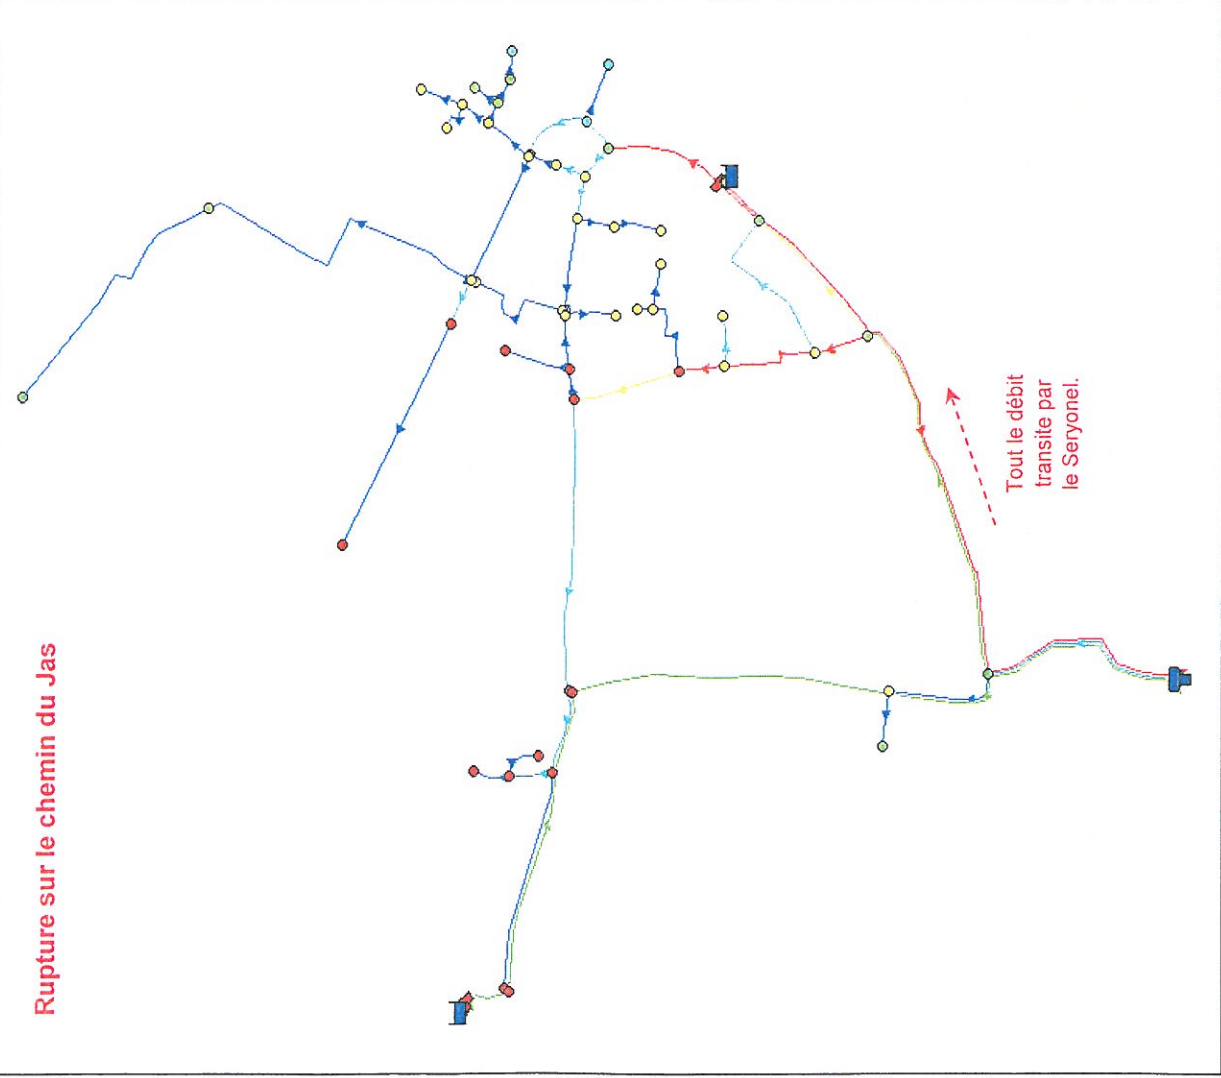 Rupture sur le chemin du Jas
Tout le débit
transite par
le Seryonel.